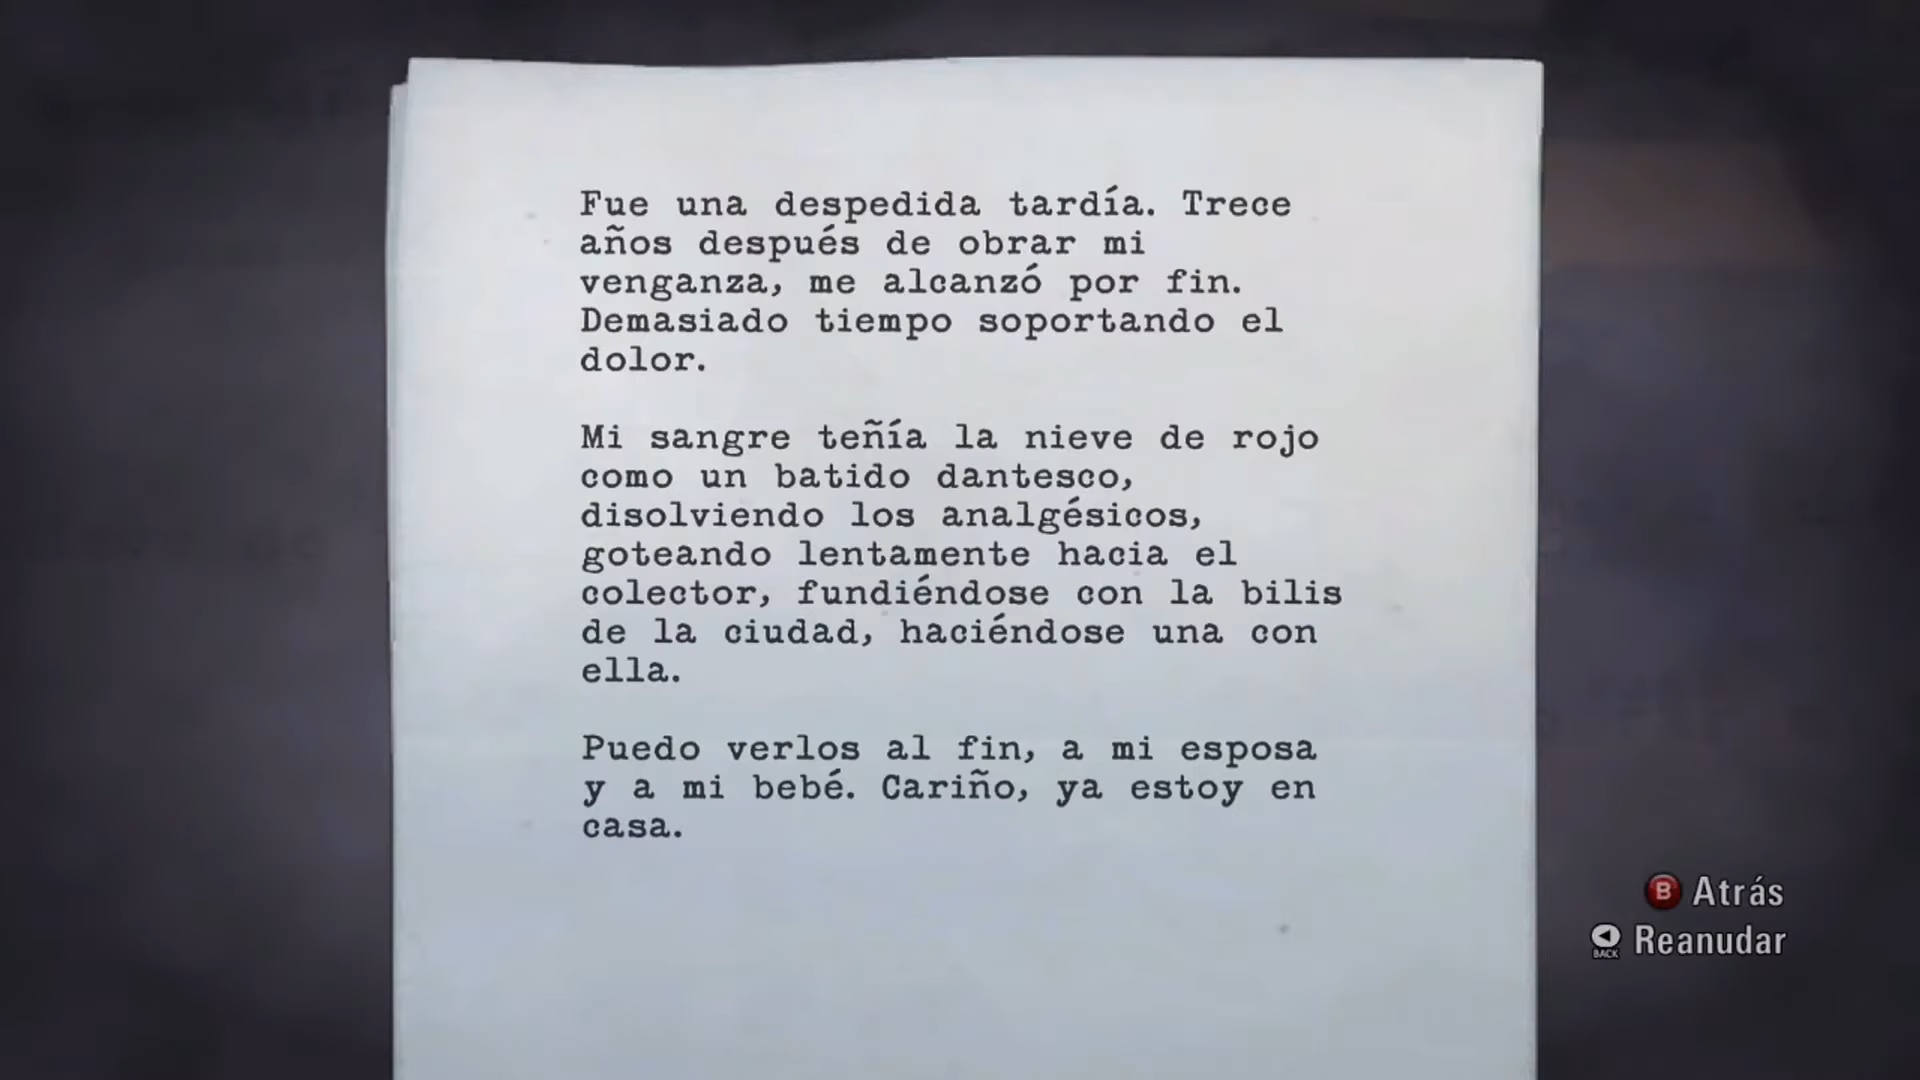 Fue una despedida tardía. Trece
años después de obrar mi
venganza, me alcanzó por fin.
Demasiado tiempo soportando el
dolor.
Mi sangre teñía la nieve de rojo
como un batido dantesco,
disolviendo los analgésicos,
goteando lentamente hacia el
colector, fundiéndose con la bilis
de la ciudad, haciéndose una con
ella.
Puedo verlos al fin, a mi esposa
y a mi bebé. Cariño, ya estoy en
casa.
B Atrás
BACK Reanudar